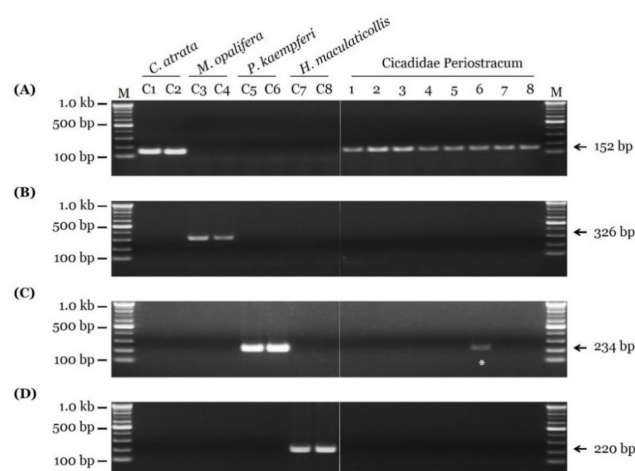 C. atrata M. opalifera P. kaempferi H. maculaticollis Cicadidae Periostracum
(A) M C1 C2 C3 C4 C5 C6 C7 C8 1 2 3 4 5 6 7 8 M
1.0 kb
500 bp
100 bp ← 152 bp
(B)
1.0 kb
500 bp ← 326 bp
100 bp
(C)
1.0 kb
500 bp
← 234 bp
100 bp *
(D)
1.0 kb
500 bp
100 bp ← 220 bp